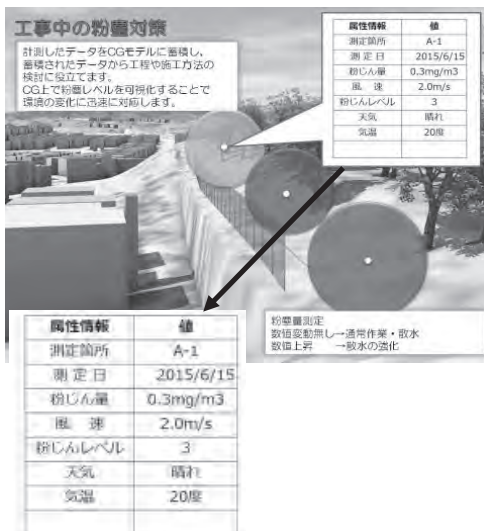 工事中の粉塵対策
計測したデータをCGモデルに蓄積し、
蓄積されたデータから工程や施工方法の
検討に役立てます。
CG上で粉塵レベルを可視化することで
環境の変化に迅速に対応します。
属性情報 値
測定箇所 A-1
測定日 2015/6/15
粉じん量 0.3mg/m3
風 速 2.0m/s
粉じんレベル 3
天気 晴れ
気温 20度
粉塵量測定
数値変動無し→通常作業・散水
数値上昇 →散水の強化
属性情報 値
測定箇所 A-1
測定日 2015/6/15
粉じん量 0.3mg/m3
風 速 2.0m/s
粉じんレベル 3
天気 晴れ
気温 20度